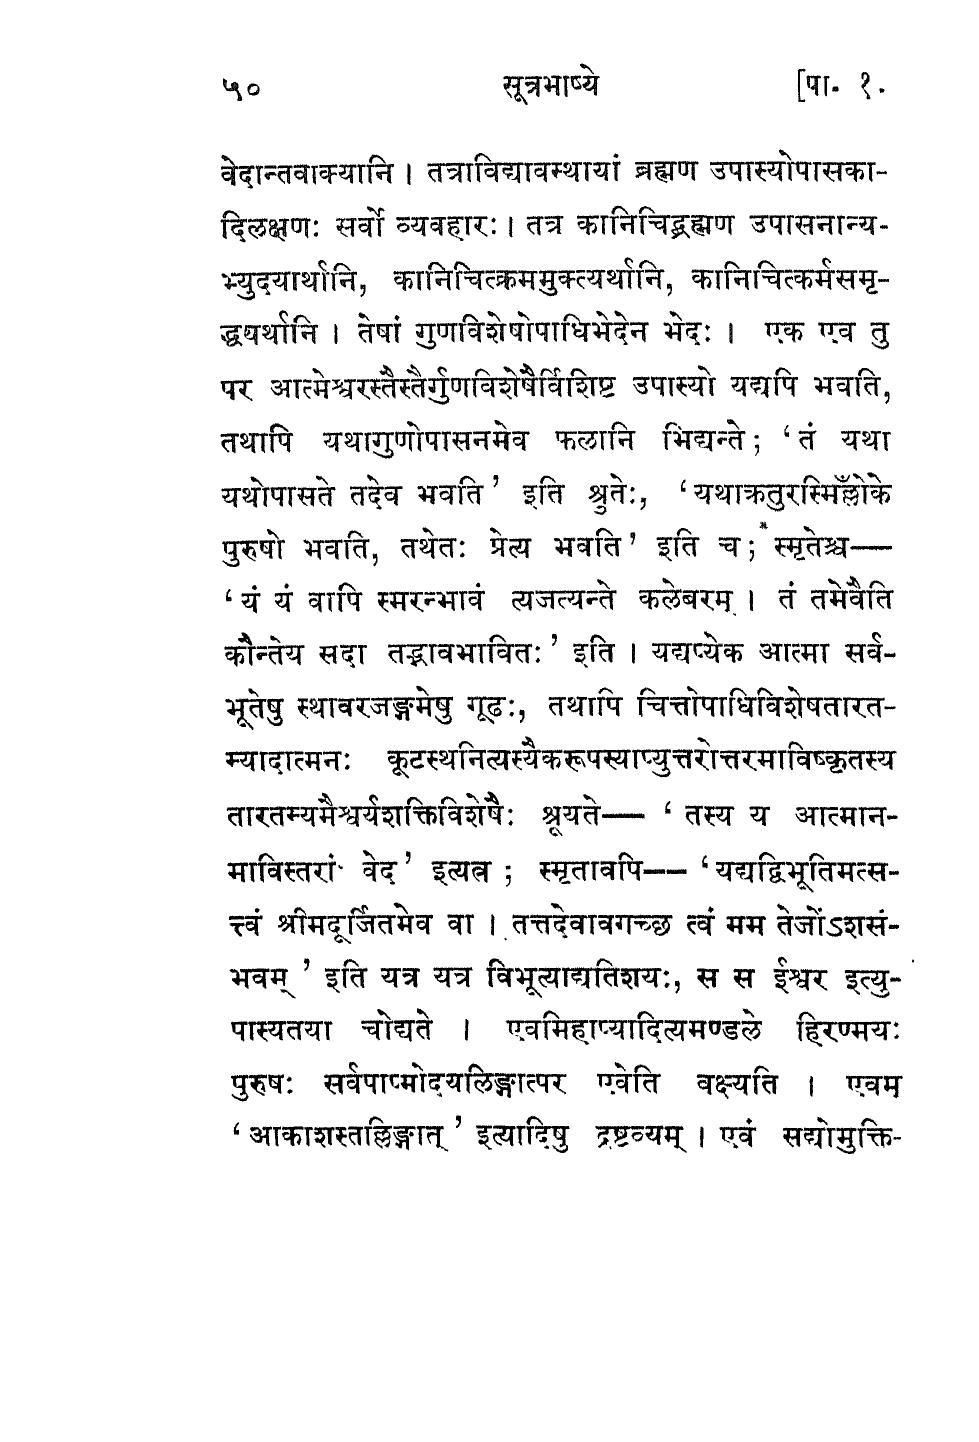 ५० सूत्रभाष्ये [पा. १.
वेदान्तवाक्यानि । तत्राविद्यावस्थायां ब्रह्मण उपास्योपासका-
दिलक्षणः सर्वो व्यवहारः । तत्र कानिचिद्ब्रह्मण उपासनान्य-
भ्युदयार्थानि, कानिचित्क्रममुक्त्यर्थानि, कानिचित्कर्मसमृ-
द्ध्यर्थानि । तेषां गुणविशेषोपाधिभेदेन भेदः । एक एव तु
पर आत्मेश्वरस्तैस्तैर्गुणविशेषैर्विशिष्ट उपास्यो यद्यपि भवति,
तथापि यथागुणोपासनमेव फलानि भिद्यन्ते ; ‘ तं यथा
यथोपासते तदेव भवति ’ इति श्रुतेः, ‘ यथाक्रतुरस्मिँल्लोके
पुरुषो भवति, तथेतः प्रेत्य भवति ’ इति च ; स्मृतेश्च—
‘ यं यं वापि स्मरन्भावं त्यजत्यन्ते कलेबरम् । तं तमेवैति
कौन्तेय सदा तद्भावभावितः ’ इति । यद्यप्येक आत्मा सर्व-
भूतेषु स्थावरजङ्गमेषु गूढः, तथापि चित्तोपाधिविशेषतारत-
म्यादात्मनः कूटस्थनित्यस्यैकरूपस्याप्युत्तरोत्तरमाविष्कृतस्य
तारतम्यमैश्वर्यशक्तिविशेषैः श्रूयते— ‘ तस्य य आत्मान-
माविस्तरां वेद ’ इत्यत्र ; स्मृतावपि— ‘ यद्यद्विभूतिमत्स-
त्त्वं श्रीमदूर्जितमेव वा । तत्तदेवावगच्छ त्वं मम तेजोंऽशसं-
भवम् ’ इति यत्र यत्र विभूत्याद्यतिशयः, स स ईश्वर इत्यु-
पास्यतया चोद्यते । एवमिहाप्यादित्यमण्डले हिरण्मयः
पुरुषः सर्वपाप्मोदयलिङ्गात्पर एवेति वक्ष्यति । एवम्
‘ आकाशस्तल्लिङ्गात् ’ इत्यादिषु द्रष्टव्यम् । एवं सद्योमुक्ति-